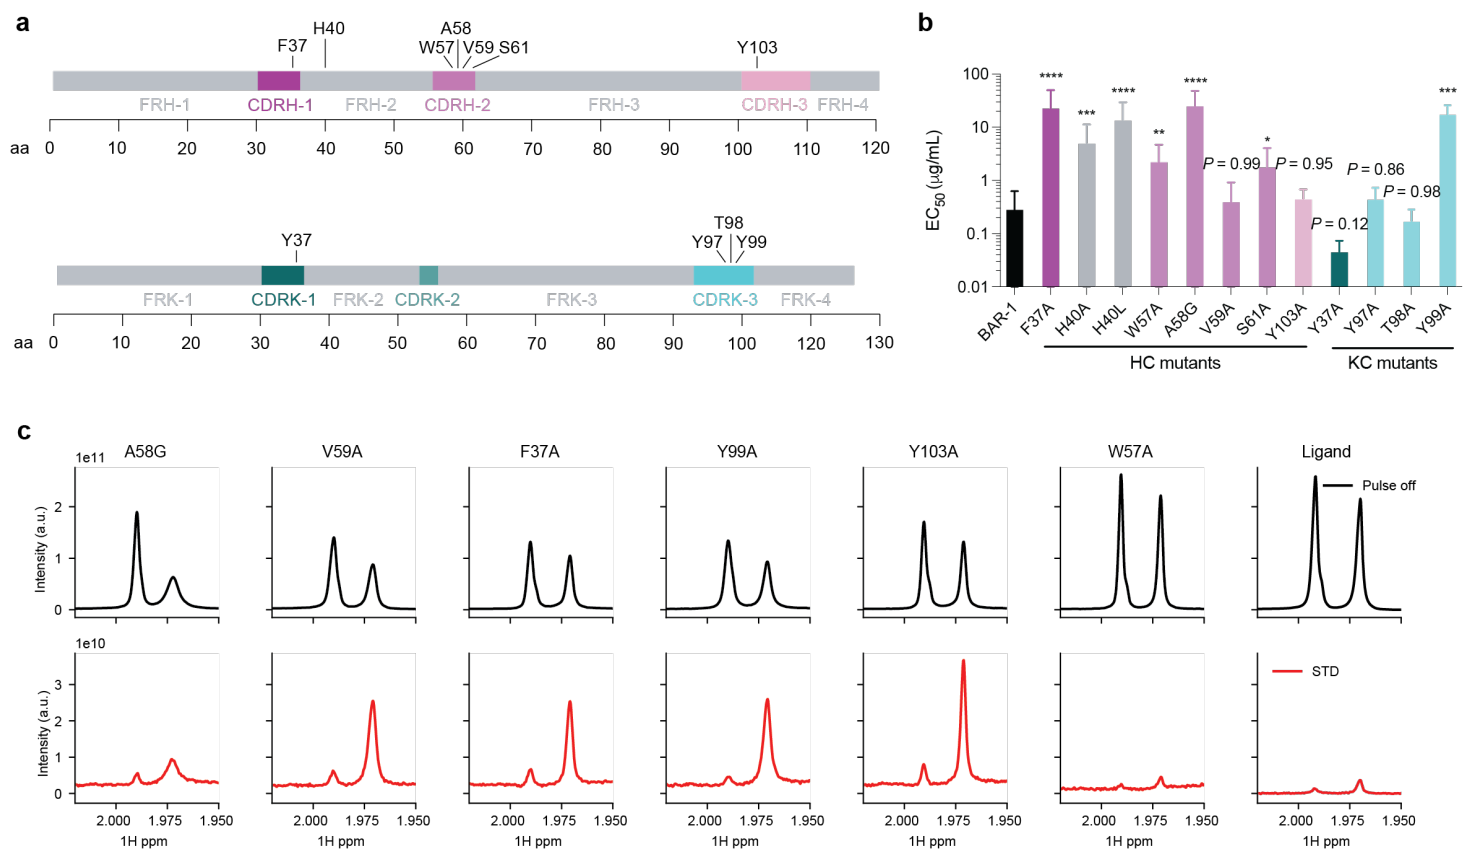 a
F37
H40
A58
W57
V59
S61
Y103
FRH-1
CDRH-1
FRH-2
CDRH-2
FRH-3
CDRH-3
FRH-4
aa
0 10 20 30 40 50 60 70 80 90 100 110 120
Y37
T98
Y97
Y99
FRK-1
CDRK-1
FRK-2
CDRK-2
FRK-3
CDRK-3
FRK-4
aa
0 10 20 30 40 50 60 70 80 90 100 110 120 130
b
EC50 (µg/mL)
100
10
1
0.1
0.01
****
***
****
**
****
P = 0.99
*
P = 0.95
P = 0.12
P = 0.86
P = 0.98
***
BAR-1
F37A
H40A
H40L
W57A
A58G
V59A
S61A
Y103A
Y37A
Y97A
T98A
Y99A
HC mutants
KC mutants
c
1e11
A58G
V59A
F37A
Y99A
Y103A
W57A
Ligand
Pulse off
Intensity (a.u.)
2
1
0
1e10
STD
Intensity (a.u.)
3
2
1
0
2.000 1.975 1.950
1H ppm
2.000 1.975 1.950
1H ppm
2.000 1.975 1.950
1H ppm
2.000 1.975 1.950
1H ppm
2.000 1.975 1.950
1H ppm
2.000 1.975 1.950
1H ppm
2.000 1.975 1.950
1H ppm